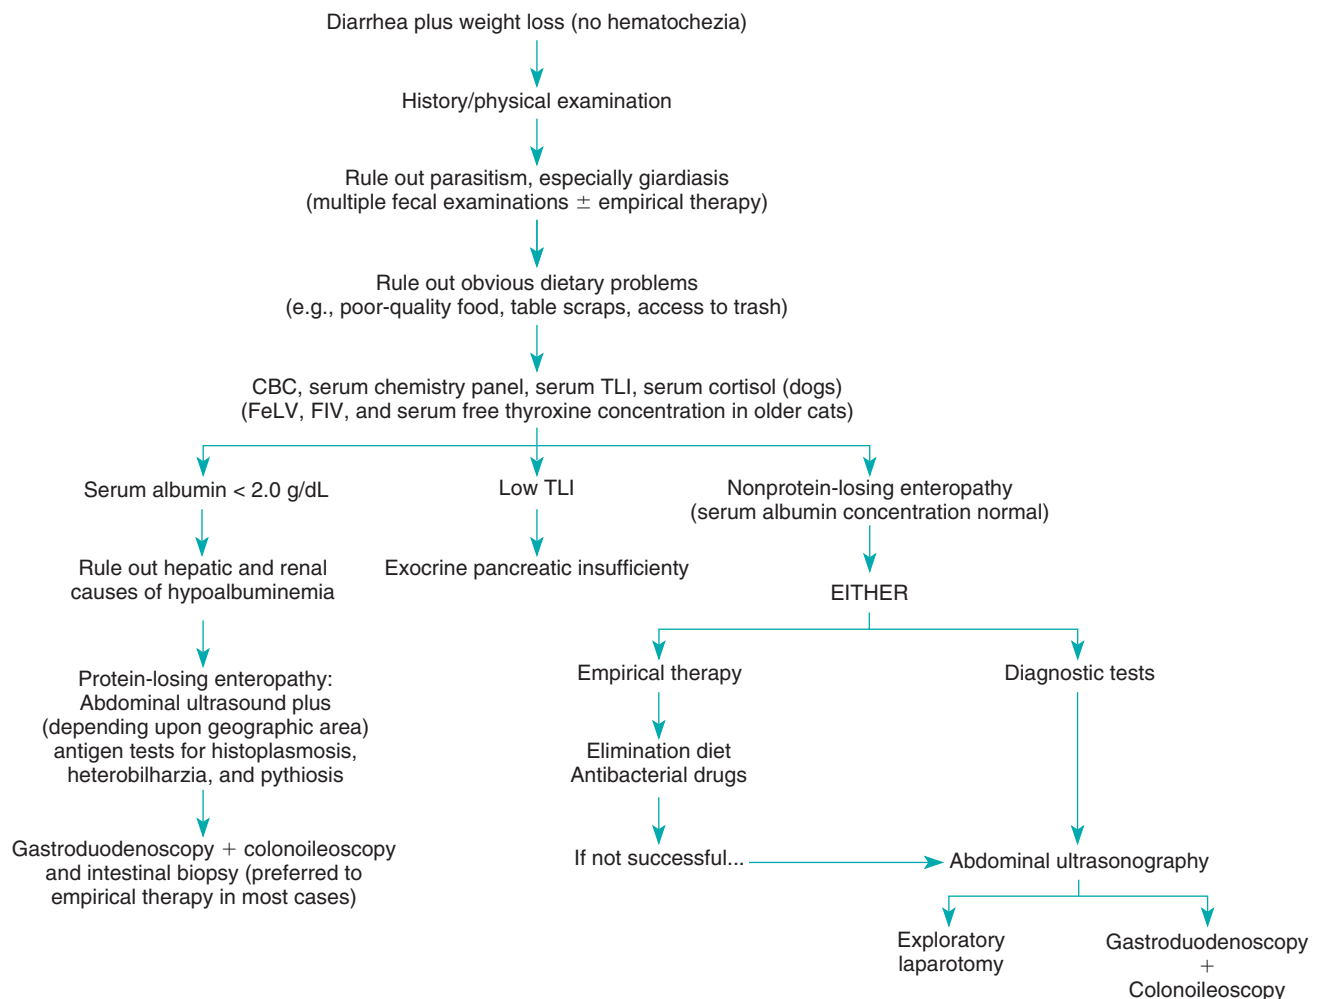 Diarrhea plus weight loss (no hematochezia)
History/physical examination
Rule out parasitism, especially giardiasis
(multiple fecal examinations ± empirical therapy)
Rule out obvious dietary problems
(e.g., poor-quality food, table scraps, access to trash)
CBC, serum chemistry panel, serum TLI, serum cortisol (dogs)
(FeLV, FIV, and serum free thyroxine concentration in older cats)
Serum albumin < 2.0 g/dL
Rule out hepatic and renal
causes of hypoalbuminemia
Protein-losing enteropathy:
Abdominal ultrasound plus
(depending upon geographic area)
antigen tests for histoplasmosis,
heterobilharzia, and pythiosis
Gastroduodenoscopy + colonoileoscopy
and intestinal biopsy (preferred to
empirical therapy in most cases)
Low TLI
Exocrine pancreatic insufficienty
Nonprotein-losing enteropathy
(serum albumin concentration normal)
EITHER
Empirical therapy
Elimination diet
Antibacterial drugs
If not successful...
Diagnostic tests
Abdominal ultrasonography
Exploratory
laparotomy
Gastroduodenoscopy
+
Colonoileoscopy